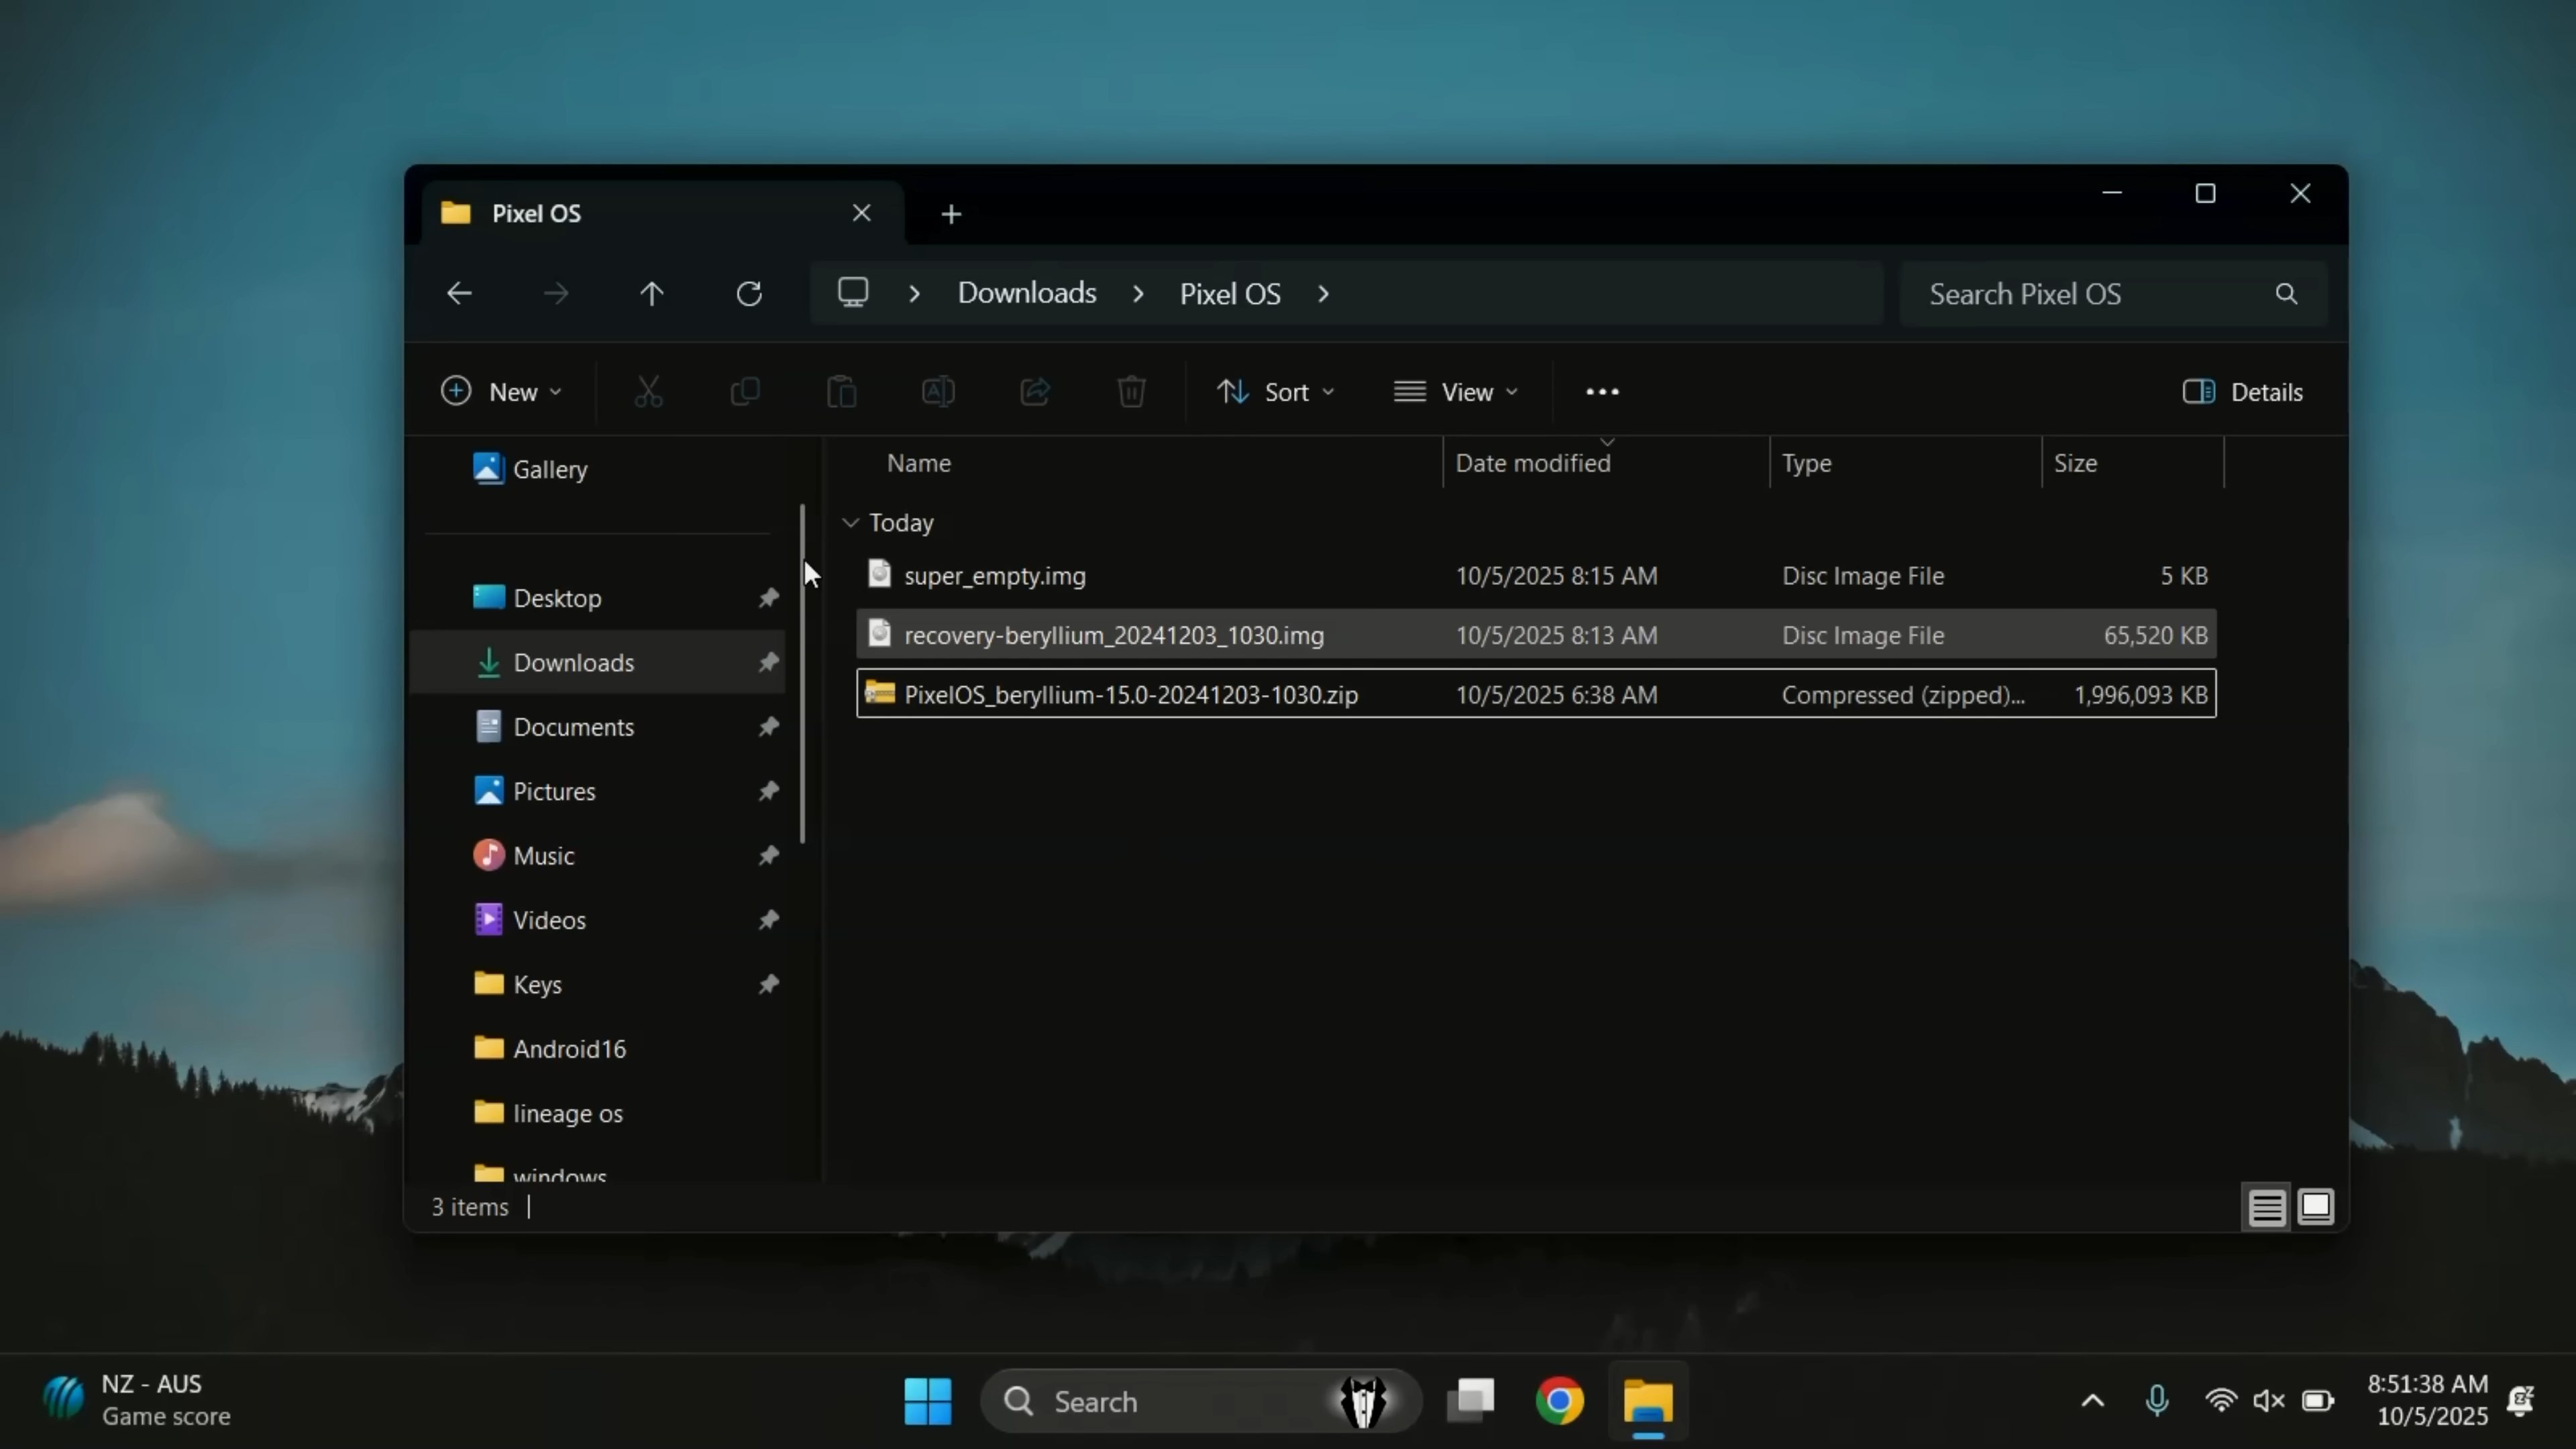 Pixel OS
Downloads
Pixel OS
Search Pixel OS
New
Sort
View
Details
Gallery
Desktop
Downloads
Documents
Pictures
Music
Videos
Keys
Android16
lineage os
windows
Name Date modified Type Size
Today
super_empty.img 10/5/2025 8:15 AM Disc Image File 5 KB
recovery-beryllium_20241203_1030.img 10/5/2025 8:13 AM Disc Image File 65,520 KB
PixelOS_beryllium-15.0-20241203-1030.zip 10/5/2025 6:38 AM Compressed (zipped)... 1,996,093 KB
3 items
NZ - AUS
Game score
Search
8:51:38 AM
10/5/2025